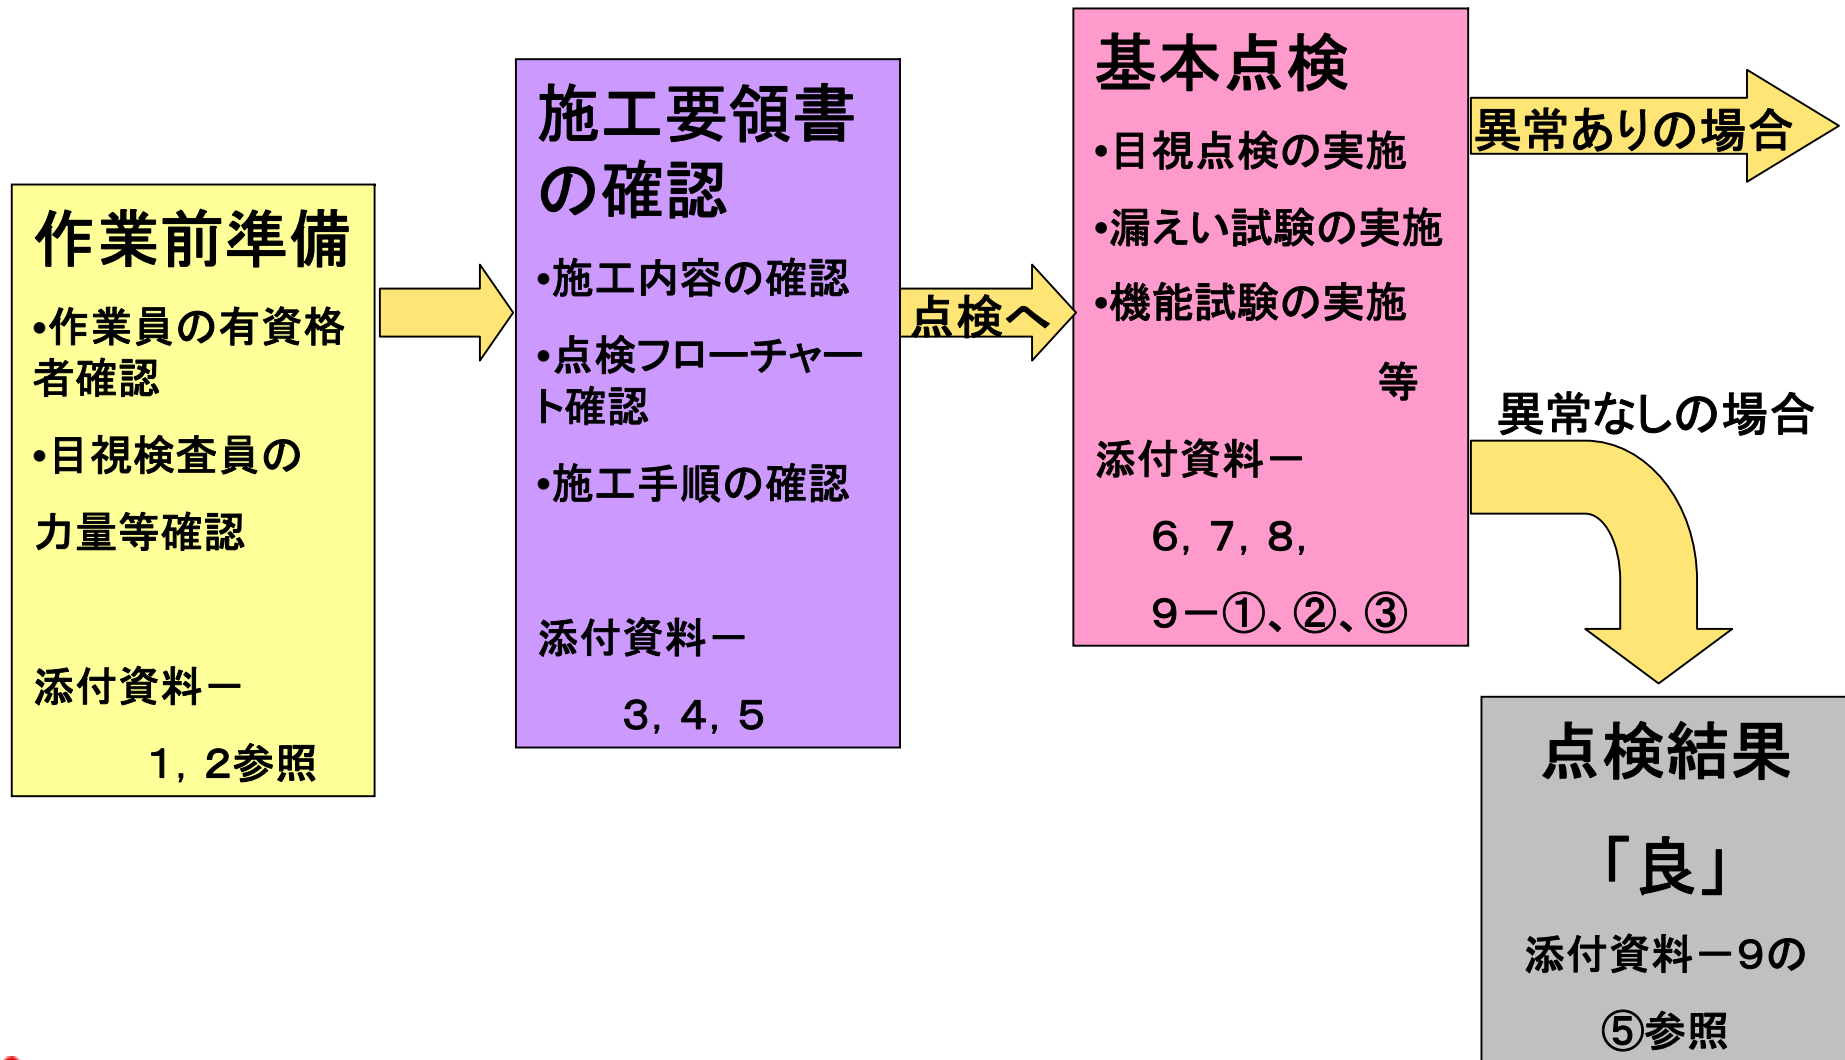 作業前準備
•作業員の有資格
者確認
•目視検査員の
力量等確認
添付資料－
1，2参照
施工要領書
の確認
•施工内容の確認
•点検フローチャー
ト確認
•施工手順の確認
添付資料－
3，4，5
点検へ
基本点検
•目視点検の実施
•漏えい試験の実施
•機能試験の実施
等
添付資料－
6，7，8，
9－①、②、③
異常ありの場合
異常なしの場合
点検結果
「良」
添付資料－9の
⑤参照